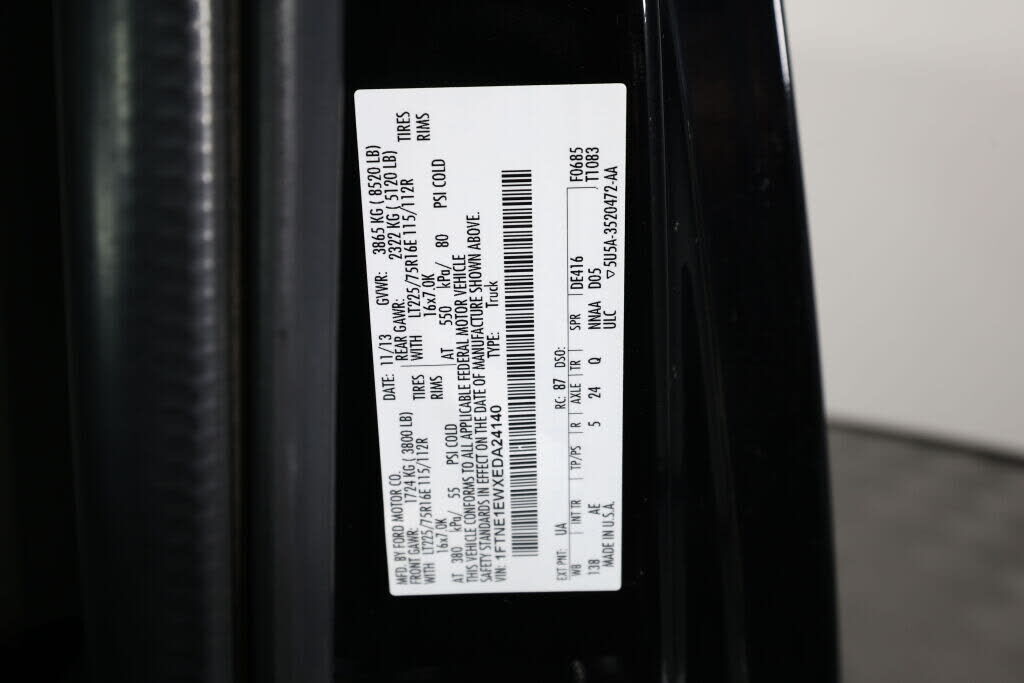 MFD. BY FORD MOTOR CO. DATE: 11/13 GVWR: 3865 KG ( 8520 LB)
FRONT GAWR: 1724 KG ( 3800 LB) REAR GAWR: 2322 KG ( 5120 LB)
WITH LT225/75R16E 115/112R TIRES WITH LT225/75R16E 115/112R TIRES
16x7.0K RIMS 16x7.0K RIMS
AT 380 kPa/ 55 PSI COLD AT 550 kPa/ 80 PSI COLD
THIS VEHICLE CONFORMS TO ALL APPLICABLE FEDERAL MOTOR VEHICLE
SAFETY STANDARDS IN EFFECT ON THE DATE OF MANUFACTURE SHOWN ABOVE.
VIN: 1FTNE1EWXEDA24140 TYPE: Truck
EXT PNT: UA RC: 87 DSO: F0685
WB INT TR TP/PS R AXLE TR SPR DE416 T1083
138 AE 5 24 Q NNAA D05
MADE IN U.S.A. ULC ▽5U5A-3520472-AA